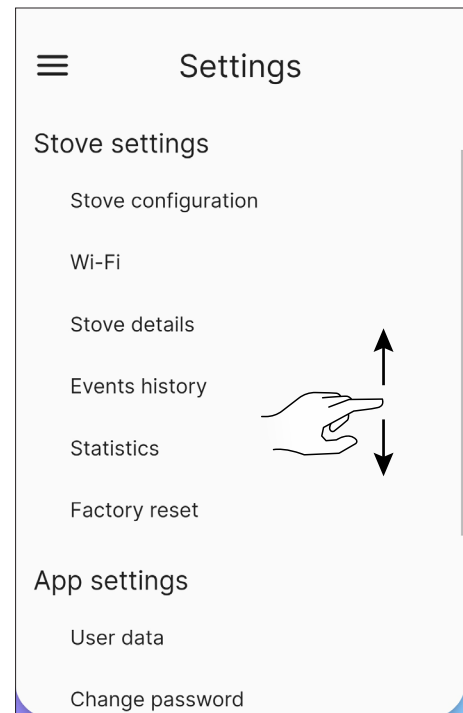 Settings
Stove settings
Stove configuration
Wi-Fi
Stove details
Events history
Statistics
Factory reset
App settings
User data
Change password